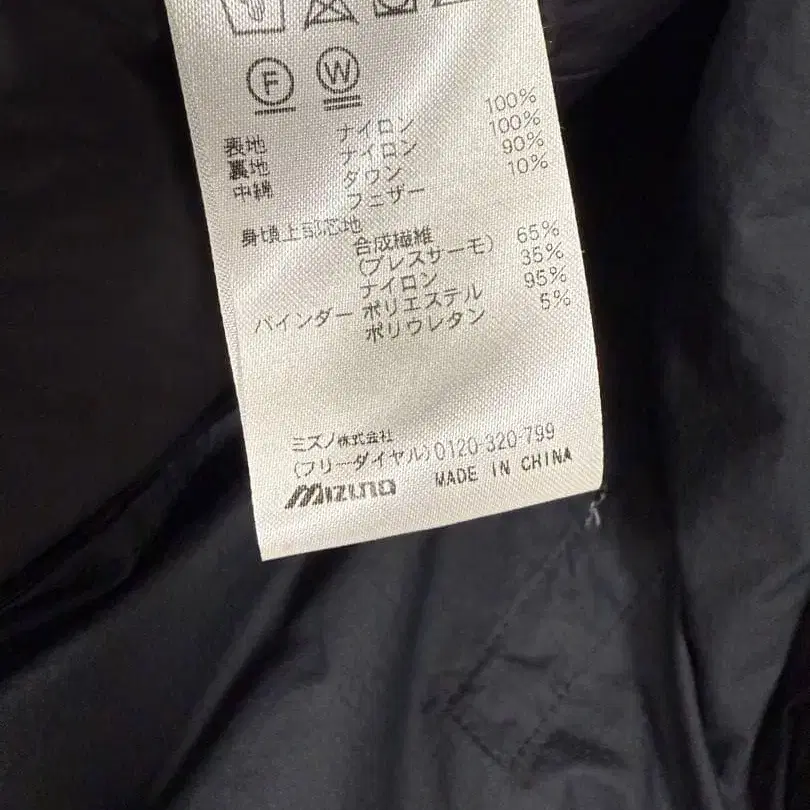 F W
表地 ナイロン 100%
裏地 ナイロン 100%
中綿 ダウン 90%
フェザー 10%
身頃上部芯地
合成繊維
(ブレスサーモ) 65%
ナイロン 35%
バインダー ポリエステル 95%
ポリウレタン 5%
ミズノ株式会社
(フリーダイヤル)0120-320-799
MIZUNO MADE IN CHINA